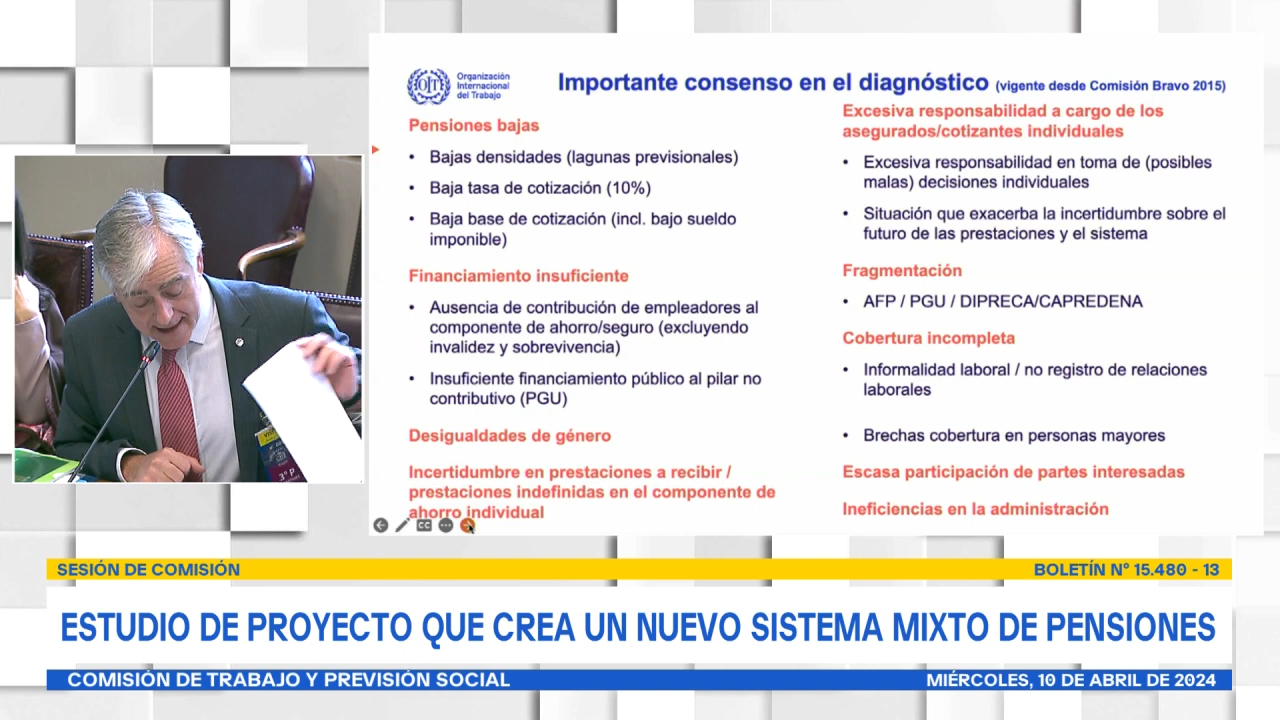 OIT
Organización
Internacional
del Trabajo
Importante consenso en el diagnóstico (vigente desde Comisión Bravo 2015)
Pensiones bajas
• Bajas densidades (lagunas previsionales)
• Baja tasa de cotización (10%)
• Baja base de cotización (incl. bajo sueldo
imponible)
Financiamiento insuficiente
• Ausencia de contribución de empleadores al
componente de ahorro/seguro (excluyendo
invalidez y sobrevivencia)
• Insuficiente financiamiento público al pilar no
contributivo (PGU)
Desigualdades de género
Incertidumbre en prestaciones a recibir /
prestaciones indefinidas en el componente de
ahorro individual
CC
Excesiva responsabilidad a cargo de los
asegurados/cotizantes individuales
• Excesiva responsabilidad en toma de (posibles
malas) decisiones individuales
• Situación que exacerba la incertidumbre sobre el
futuro de las prestaciones y el sistema
Fragmentación
• AFP / PGU / DIPRECA/CAPREDENA
Cobertura incompleta
• Informalidad laboral / no registro de relaciones
laborales
• Brechas cobertura en personas mayores
Escasa participación de partes interesadas
Ineficiencias en la administración
3° P
SESIÓN DE COMISIÓN
BOLETÍN N° 15.480 - 13
ESTUDIO DE PROYECTO QUE CREA UN NUEVO SISTEMA MIXTO DE PENSIONES
COMISIÓN DE TRABAJO Y PREVISIÓN SOCIAL
MIÉRCOLES, 10 DE ABRIL DE 2024